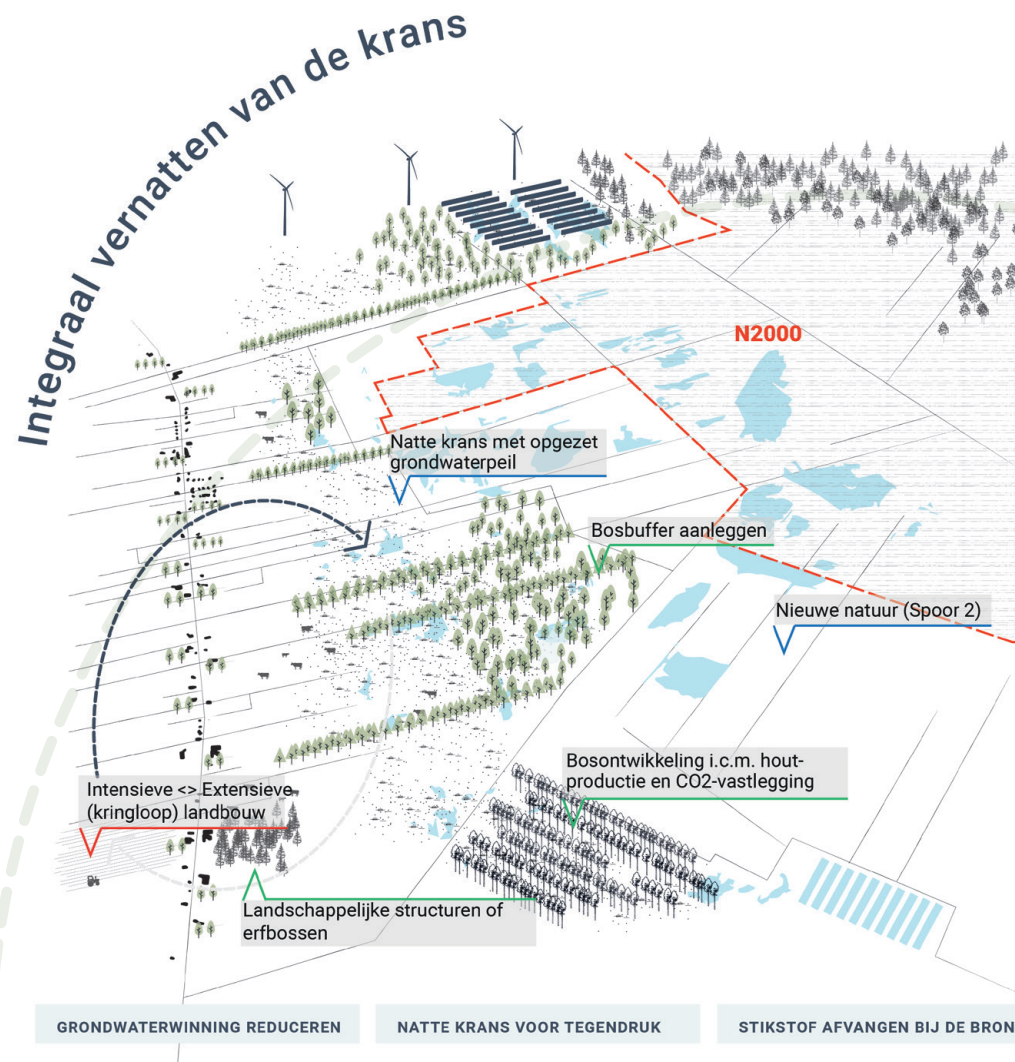 Integraal vernatten van de krans
N2000
Natte krans met opgezet
grondwaterpeil
Bosbuffer aanleggen
Nieuwe natuur (Spoor 2)
Bosontwikkeling i.c.m. hout-
productie en CO2-vastlegging
Intensieve <> Extensieve
(kringloop) landbouw
Landschappelijke structuren of
erfbossen
GRONDWATERWINNING REDUCEREN
NATTE KRANS VOOR TEGENDRUK
STIKSTOF AFVANGEN BIJ DE BRON